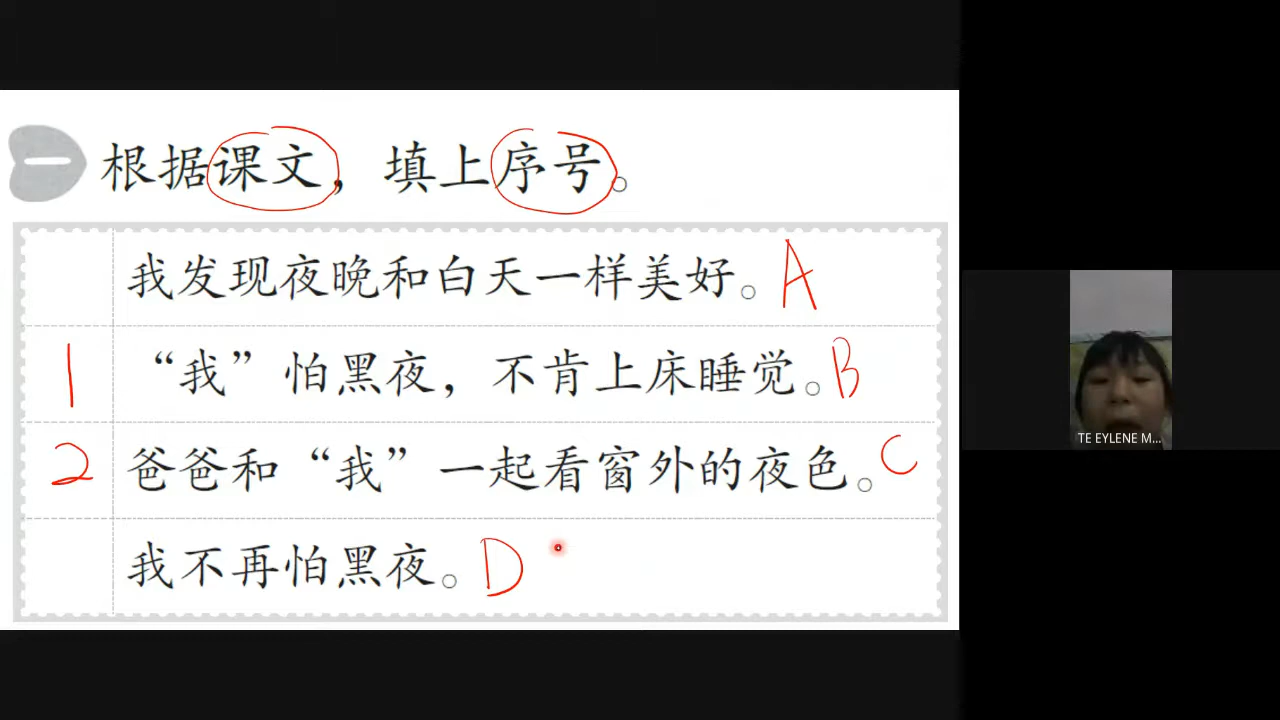 一 根据课文，填上序号。
我发现夜晚和白天一样美好。 A
1 “我”怕黑夜，不肯上床睡觉。 B
2 爸爸和“我”一起看窗外的夜色。 C
我不再怕黑夜。 D
TE EYLENE M...